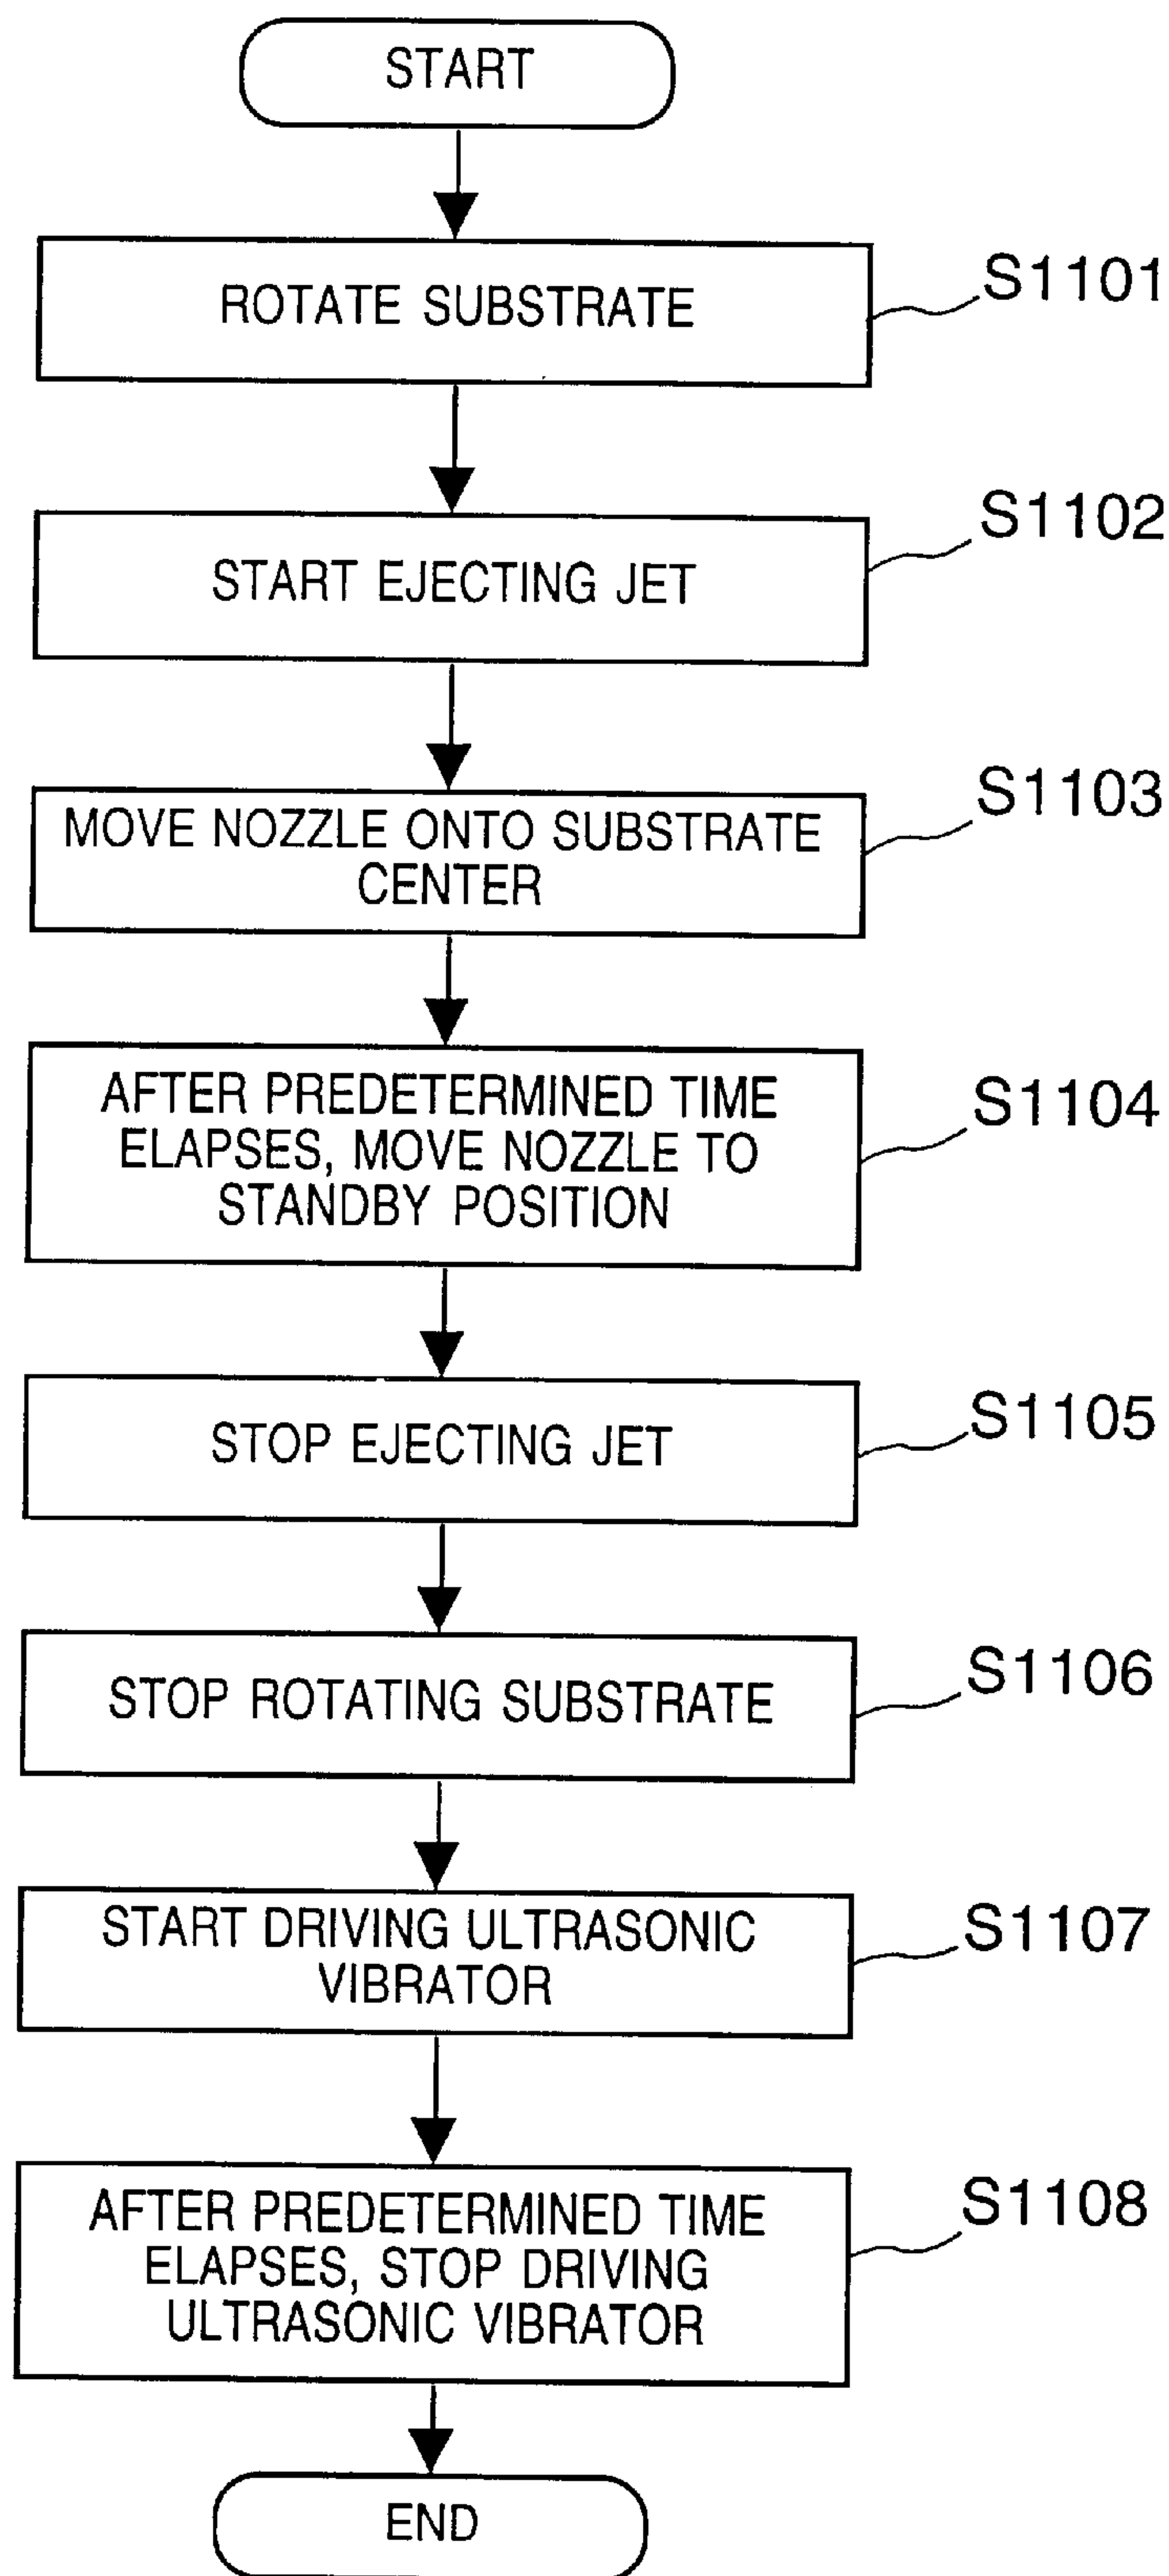 START
ROTATE SUBSTRATE
S1101
START EJECTING JET
S1102
MOVE NOZZLE ONTO SUBSTRATE
CENTER
S1103
AFTER PREDETERMINED TIME
ELAPSES, MOVE NOZZLE TO
STANDBY POSITION
S1104
STOP EJECTING JET
S1105
STOP ROTATING SUBSTRATE
S1106
START DRIVING ULTRASONIC
VIBRATOR
S1107
AFTER PREDETERMINED TIME
ELAPSES, STOP DRIVING
ULTRASONIC VIBRATOR
S1108
END